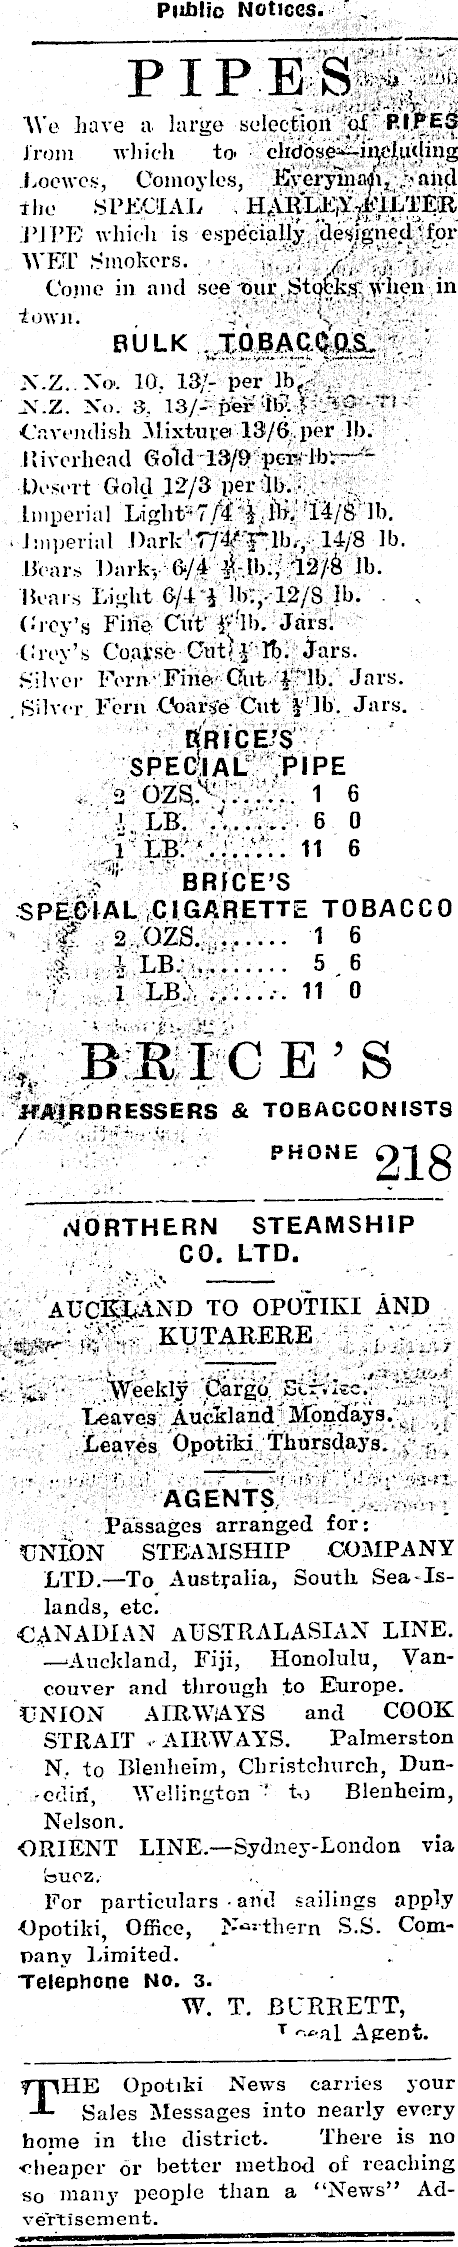 Public Notices.
PIPES
We have a large selection of PIPES
from which to choose—including
Loewes, Comoyles, Everyman, and
the SPECIAL HARLEY FILTER
PIPE which is especially designed for
WET Smokers.
Come in and see our Stocks when in
town.
BULK TOBACCOS.
N.Z. No. 10, 13/- per lb.
N.Z. No. 3, 13/- per lb.
Cavendish Mixture 13/6 per lb.
Riverhead Gold 13/9 per lb.
Desert Gold 12/3 per lb.
Imperial Light 7/4 ½ lb. 14/8 lb.
Imperial Dark 7/4 ½ lb., 14/8 lb.
Bears Dark, 6/4 ½ lb., 12/8 lb.
Bears Light 6/4 ½ lb., 12/8 lb.
Grey's Fine Cut lb. Jars.
Grey's Coarse Cut lb. Jars.
Silver Fern Fine Cut lb. Jars.
Silver Fern Coarse Cut lb. Jars.
BRICE'S
SPECIAL PIPE
2 OZS. ........ 1 6
½ LB. ........ 6 0
1 LB. ........ 11 6
BRICE'S
SPECIAL CIGARETTE TOBACCO
2 OZS. ........ 1 6
½ LB. ......... 5 6
1 LB. ........ 11 0
BRICE'S
HAIRDRESSERS & TOBACCONISTS
PHONE 218
NORTHERN STEAMSHIP
CO. LTD.
AUCKLAND TO OPOTIKI AND
KUTARERE
Weekly Cargo Service.
Leaves Auckland Mondays.
Leaves Opotiki Thursdays.
AGENTS
Passages arranged for:
UNION STEAMSHIP COMPANY
LTD.—To Australia, South Sea Is-
lands, etc.
CANADIAN AUSTRALASIAN LINE.
—Auckland, Fiji, Honolulu, Van-
couver and through to Europe.
UNION AIRWAYS and COOK
STRAIT AIRWAYS. Palmerston
N. to Blenheim, Christchurch, Dun-
edin, Wellington to Blenheim,
Nelson.
ORIENT LINE.—Sydney-London via
Suez.
For particulars and sailings apply
Opotiki, Office, Northern S.S. Com-
pany Limited.
Telephone No. 3.
W. T. BURRETT,
Local Agent.
THE Opotiki News carries your
Sales Messages into nearly every
home in the district. There is no
cheaper or better method of reaching
so many people than a "News" Ad-
vertisement.